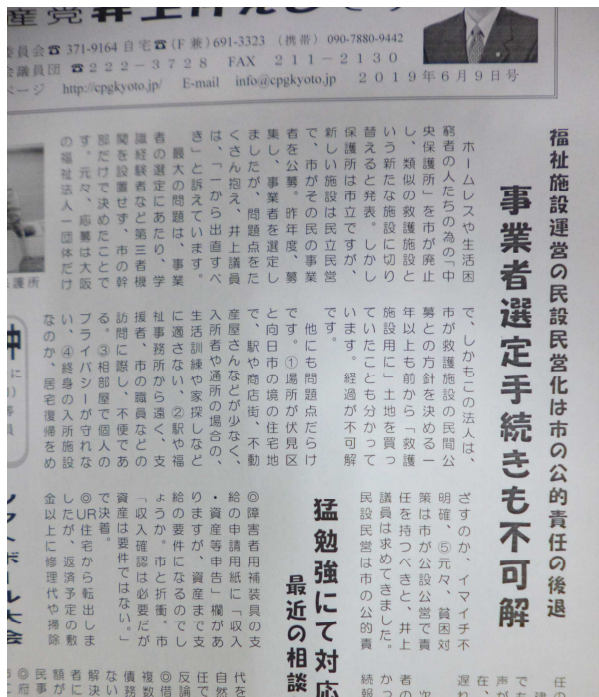 産党
委員会☎371-9164 自宅☎(F兼)691-3323 (携帯) 090-7880-9442
会議員団 ☎222-3728 FAX 211-2130
ページ http://cpgkyoto.jp/ E-mail info@cpgkyoto.jp 2019年6月9日号
福祉施設運営の民設民営化は市の公的責任の後退
事業者選定手続きも不可解
ホームレスや生活困
窮者の人たちの為の「中
央保護所」を市が廃止
し、類似の救護施設と
いう新たな施設に切り
替えると発表。しかし
保護所は市立ですが、
新しい施設は民立民営
で、市がその民の事業
者を公募。昨年度、募
集し、事業者を選定し
ましたが、問題点をた
くさん抱え、井上議員
は、「一から出直すべ
き」と訴えています。
最大の問題は、事業
者の選定にあたり、学
識経験者など第三者機
関を設置せず、市の幹
部だけで決めたことで
す。元々、応募は大阪
の福祉法人一団体だけ
で、しかもこの法人は、
市が救護施設の民間公
募との方針を決める一
年以上も前から「救護
施設用に」土地を買っ
ていたことも分かって
います。経過が不可解
です。
他にも問題点だらけ
です。①場所が伏見区
と向日市の境の住宅地
で、駅や商店街、不動
産屋さんなどが少なく、
入所者や通所の場合の、
生活訓練や家探しなど
に適さない、②駅や福
祉事務所から遠く、支
援者、市の職員などの
訪問に際し、不便であ
る。③相部屋で個人の
プライバシーが守れな
い、④終身の入所施設
なのか、居宅復帰をめ
ざすのか、イマイチ不
明確、⑤元々、貧困対
策は市が公設公営で責
任を持つべきと、井上
議員は求めてきました。
民設民営は市の公的責
猛勉強にて対応
最近の相談
◎障害者用補装具の支
給の申請用紙に「収入
・資産等申告」欄があ
りますが、資産まで支
給の要件になるのでし
ょうか。市と折衝。市
「収入確認は必要だが
資産は要件ではない。」
で決着。
◎UR住宅から転出しま
したが、返済予定の敷
金以上に修理代や掃除
代を
自然
任で
反論
◎借
複数
債務
ない
解決
者に
額が
民事
◎府